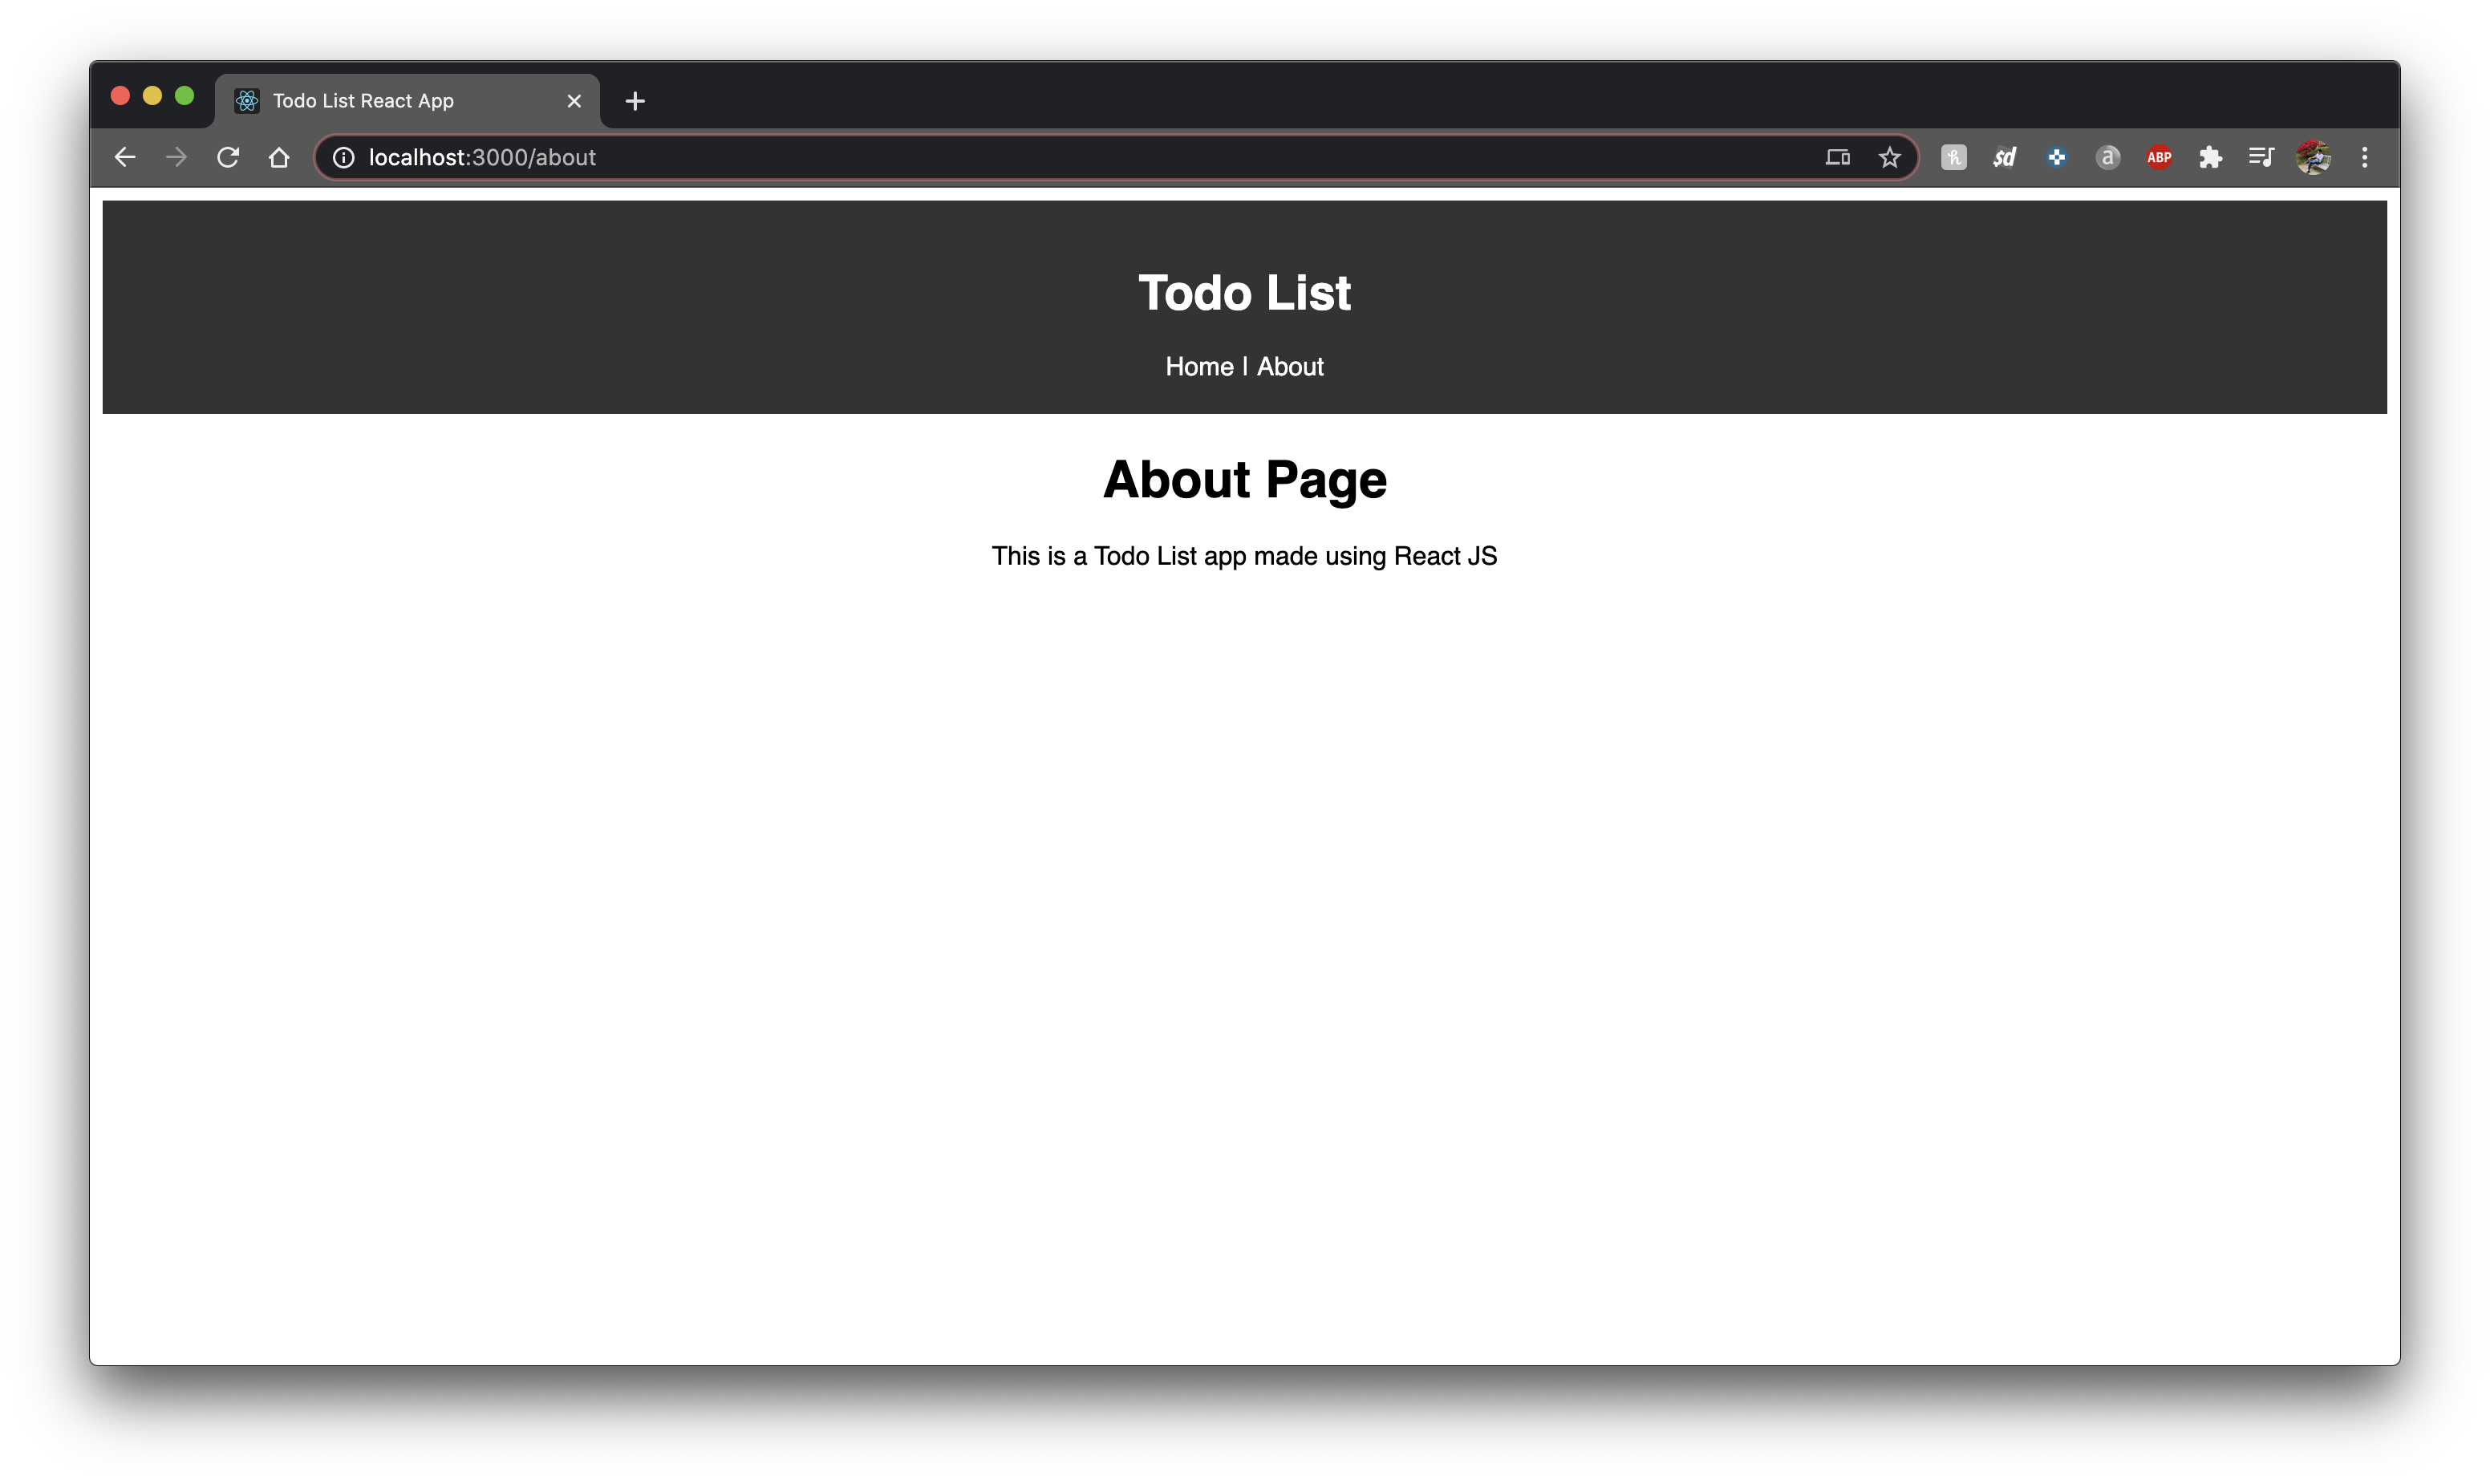 Todo List React App
localhost:3000/about
$d
a
ABP
Todo List
Home | About
About Page
This is a Todo List app made using React JS